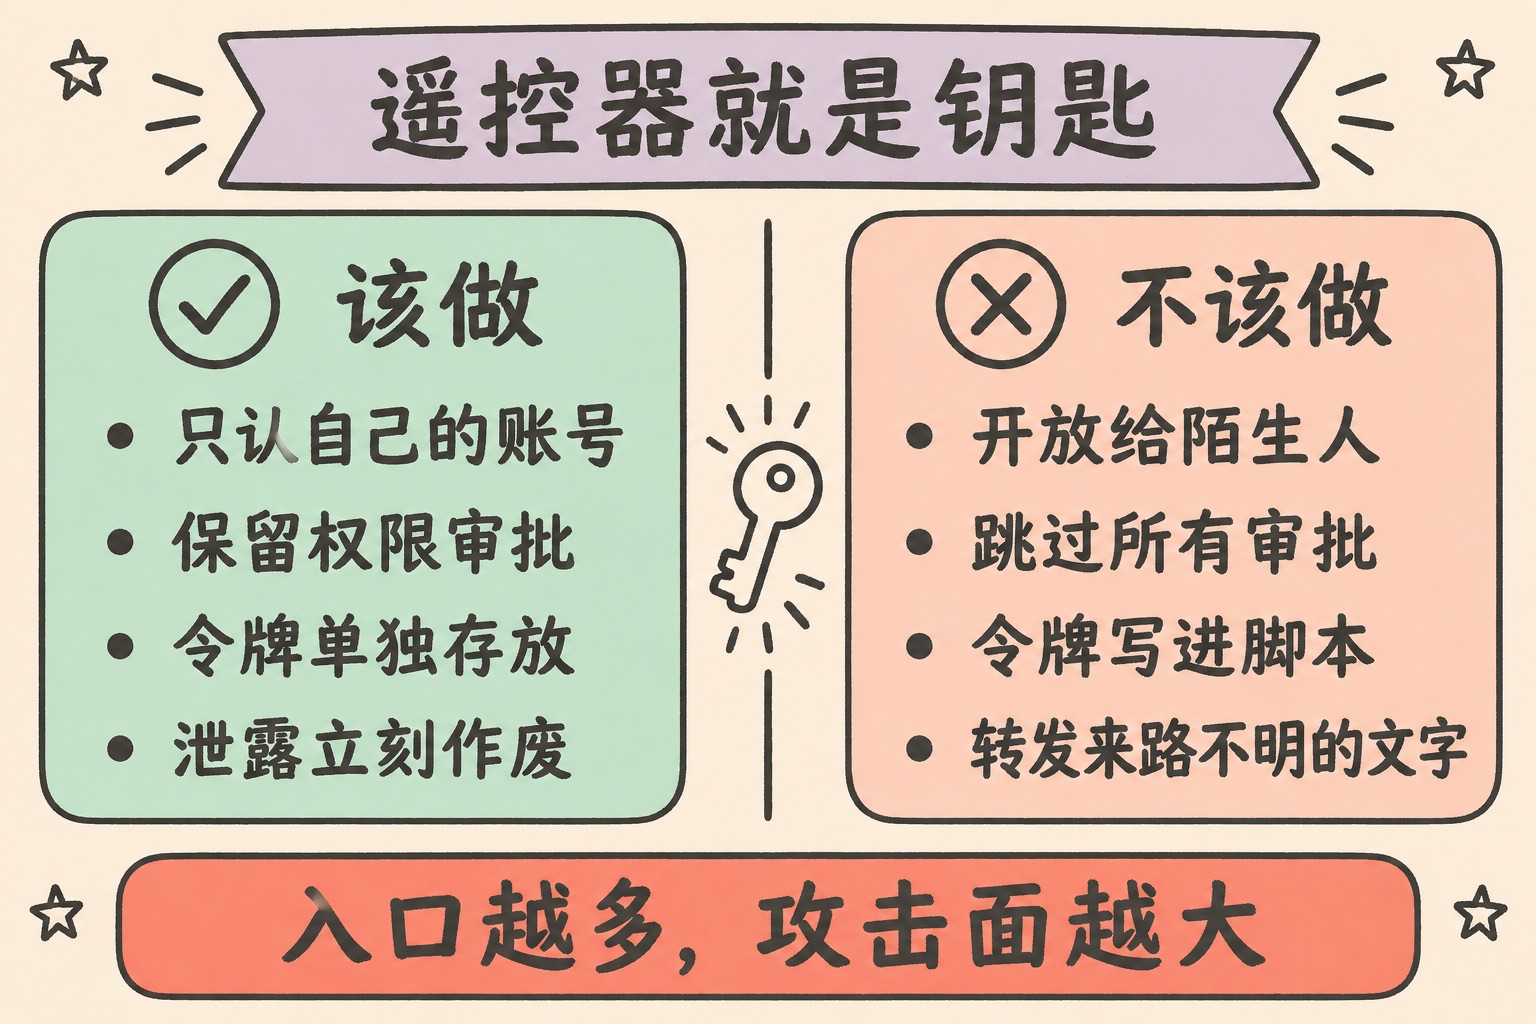 遥控器就是钥匙
该做
只认自己的账号
保留权限审批
令牌单独存放
泄露立刻作废
不该做
开放给陌生人
跳过所有审批
令牌写进脚本
转发来路不明的文字
入口越多，攻击面越大